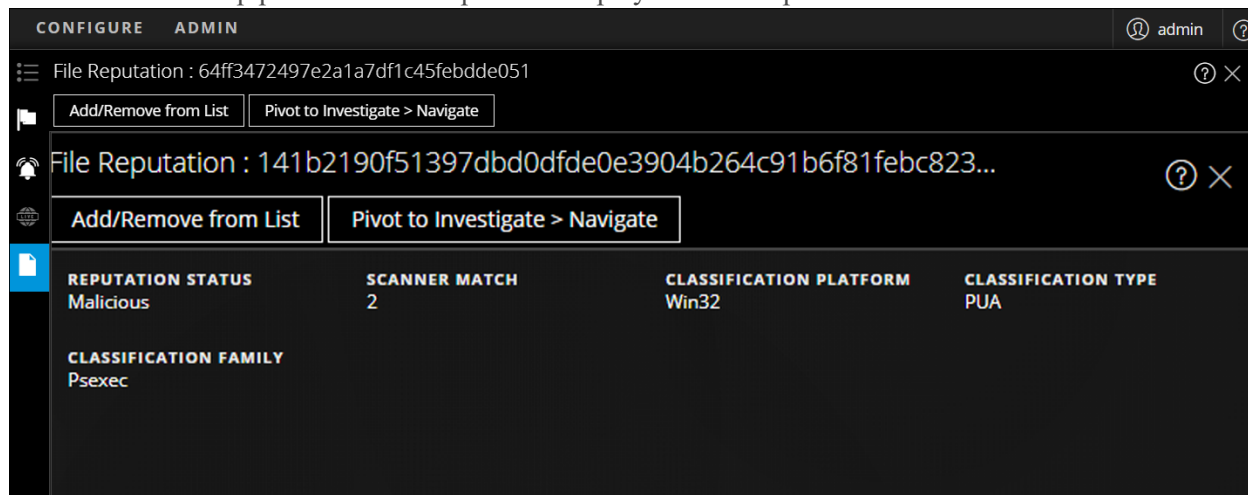 CONFIGURE ADMIN admin
File Reputation : 64ff3472497e2a1a7df1c45febdde051
Add/Remove from List Pivot to Investigate > Navigate
File Reputation : 141b2190f51397dbd0dfde0e3904b264c91b6f81febc823...
Add/Remove from List Pivot to Investigate > Navigate
REPUTATION STATUS SCANNER MATCH CLASSIFICATION PLATFORM CLASSIFICATION TYPE
Malicious 2 Win32 PUA
CLASSIFICATION FAMILY
Psexec